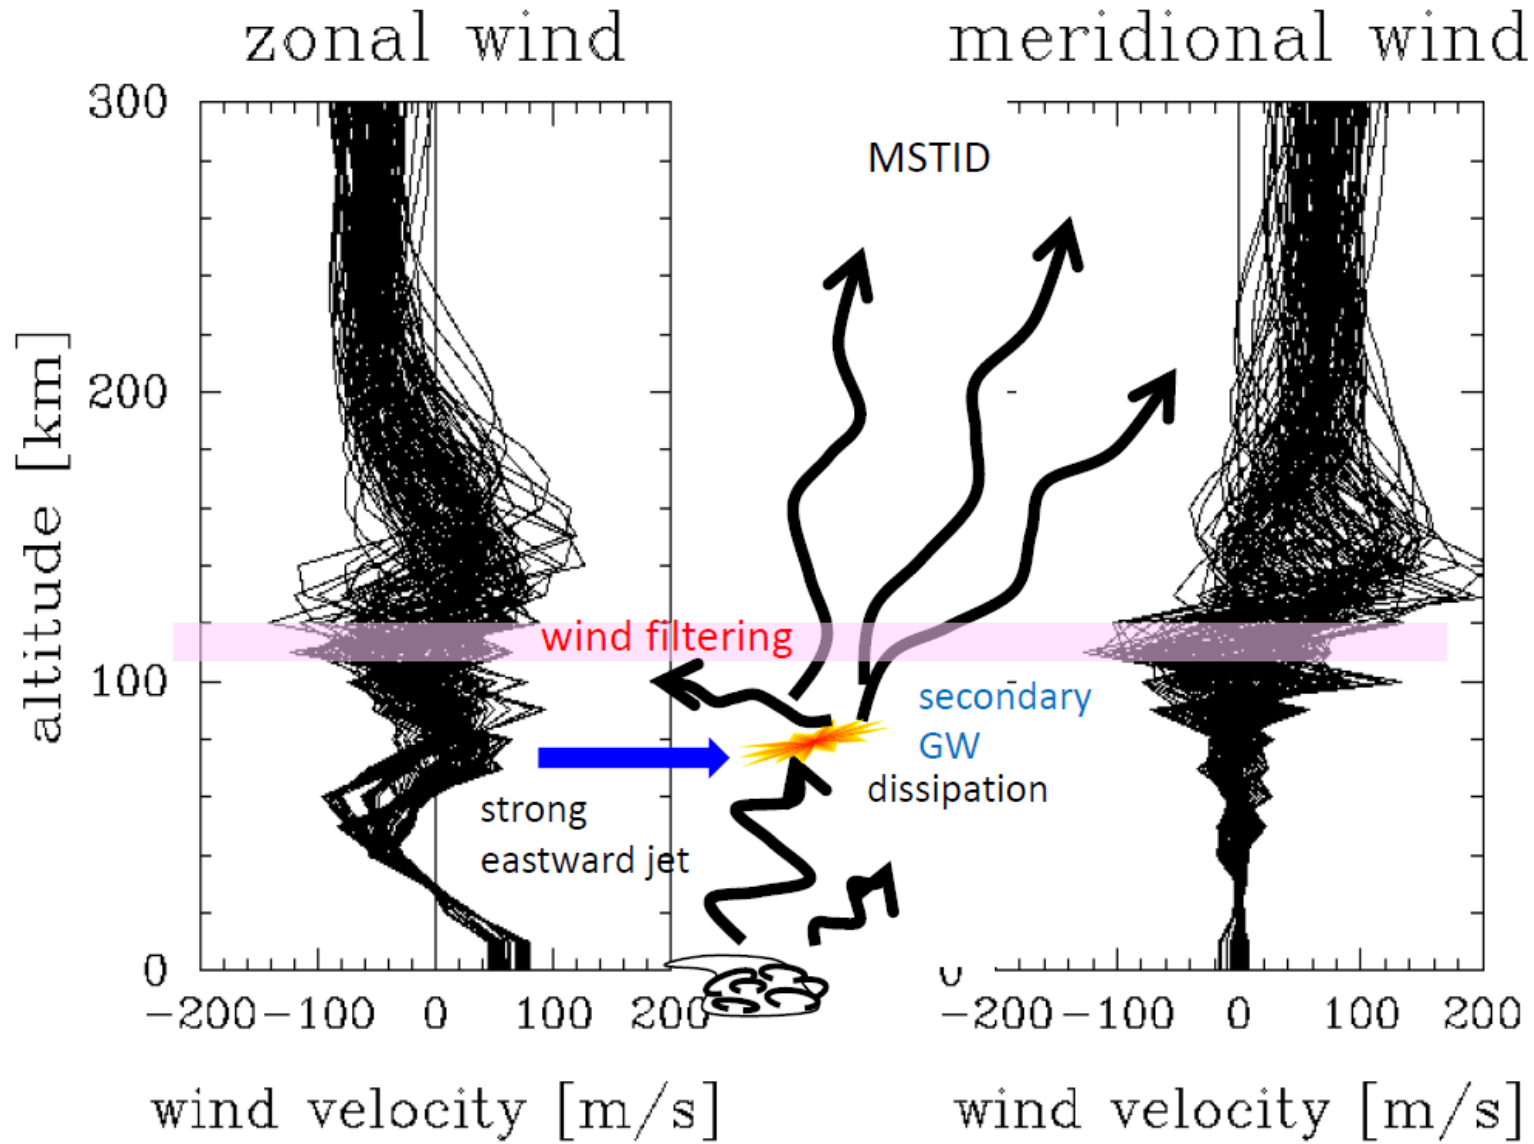 zonal wind
meridional wind
300
200
100
0
altitude [km]
-200
-100
0
100
200
wind velocity [m/s]
MSTID
wind filtering
secondary
GW
dissipation
strong
eastward jet
0
-200
-100
0
100
200
wind velocity [m/s]